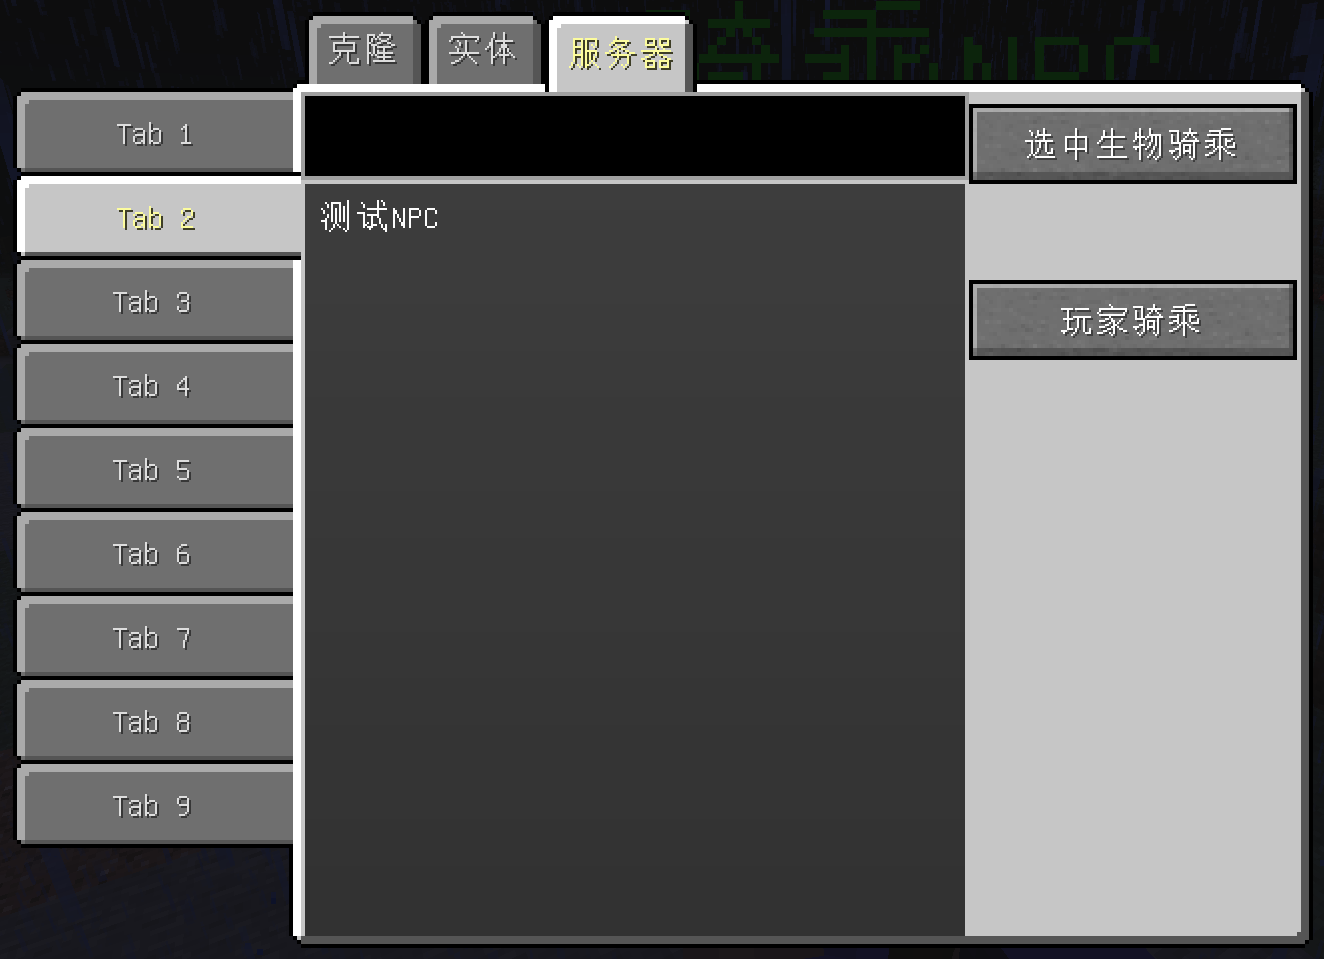 克隆
实体
服务器
Tab 1
Tab 2
Tab 3
Tab 4
Tab 5
Tab 6
Tab 7
Tab 8
Tab 9
测试NPC
选中生物骑乘
玩家骑乘